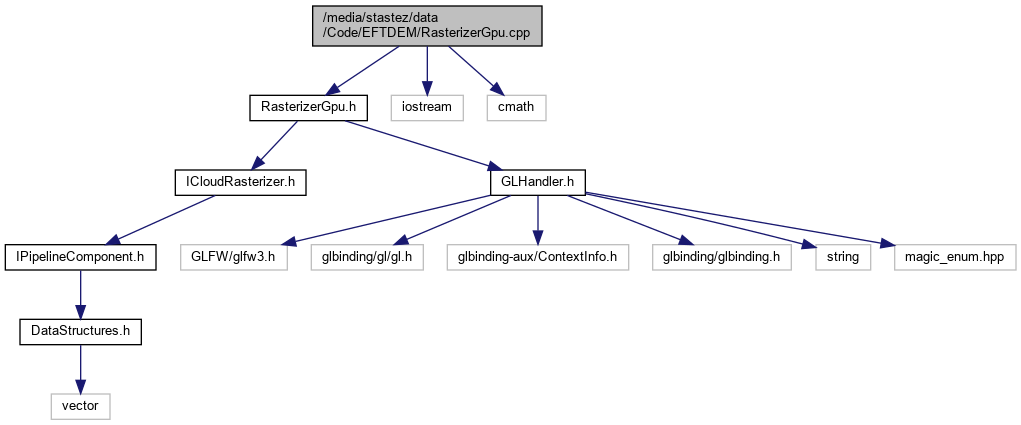 /media/stastez/data
/Code/EFTDEM/RasterizerGpu.cpp
RasterizerGpu.h
iostream
cmath
ICloudRasterizer.h
GLHandler.h
IPipelineComponent.h
GLFW/glfw3.h
glbinding/gl/gl.h
glbinding-aux/ContextInfo.h
glbinding/glbinding.h
string
magic_enum.hpp
DataStructures.h
vector